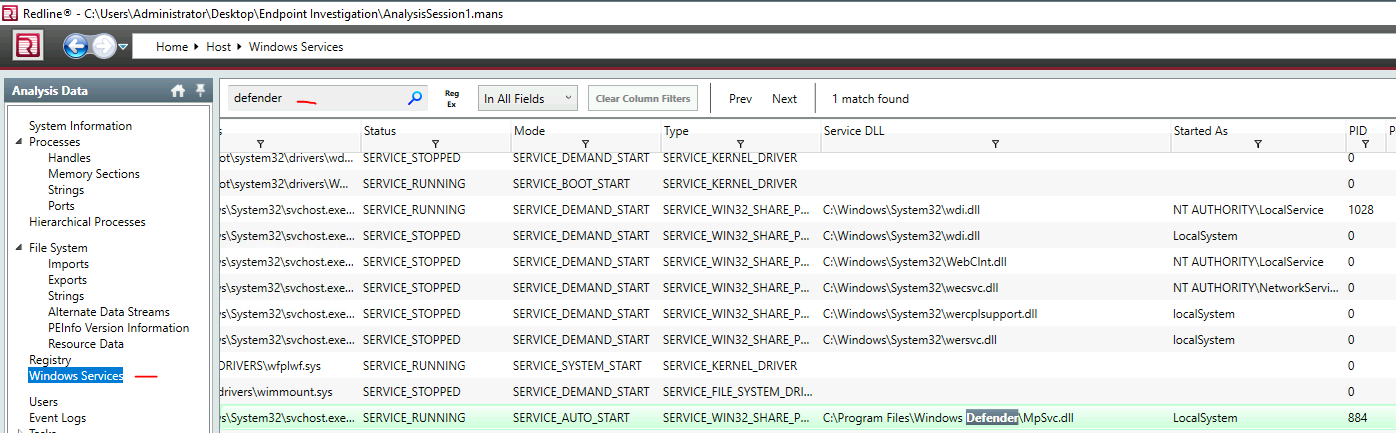 Redline® - C:\Users\Administrator\Desktop\Endpoint Investigation\AnalysisSession1.mans
R
Home Host Windows Services
Analysis Data
System Information
Processes
Handles
Memory Sections
Strings
Ports
Hierarchical Processes
File System
Imports
Exports
Strings
Alternate Data Streams
PEInfo Version Information
Resource Data
Registry
Windows Services
Users
Event Logs
defender Reg Ex In All Fields Clear Column Filters Prev Next 1 match found
Status Mode Type Service DLL Started As PID
ot\system32\drivers\wd... SERVICE_STOPPED SERVICE_DEMAND_START SERVICE_KERNEL_DRIVER 0
ot\system32\drivers\W... SERVICE_RUNNING SERVICE_BOOT_START SERVICE_KERNEL_DRIVER 0
s\System32\svchost.exe... SERVICE_RUNNING SERVICE_DEMAND_START SERVICE_WIN32_SHARE_P... C:\Windows\System32\wdi.dll NT AUTHORITY\LocalService 1028
s\System32\svchost.exe... SERVICE_STOPPED SERVICE_DEMAND_START SERVICE_WIN32_SHARE_P... C:\Windows\System32\wdi.dll LocalSystem 0
s\system32\svchost.exe... SERVICE_STOPPED SERVICE_DEMAND_START SERVICE_WIN32_SHARE_P... C:\Windows\System32\WebClnt.dll NT AUTHORITY\LocalService 0
s\system32\svchost.exe... SERVICE_STOPPED SERVICE_DEMAND_START SERVICE_WIN32_SHARE_P... C:\Windows\System32\wecsvc.dll NT AUTHORITY\NetworkServi... 0
s\System32\svchost.exe... SERVICE_STOPPED SERVICE_DEMAND_START SERVICE_WIN32_SHARE_P... C:\Windows\System32\wercplsupport.dll localSystem 0
s\System32\svchost.exe... SERVICE_STOPPED SERVICE_DEMAND_START SERVICE_WIN32_SHARE_P... C:\Windows\System32\wersvc.dll localSystem 0
DRIVERS\wfplwf.sys SERVICE_RUNNING SERVICE_SYSTEM_START SERVICE_KERNEL_DRIVER 0
drivers\wimmount.sys SERVICE_STOPPED SERVICE_DEMAND_START SERVICE_FILE_SYSTEM_DRI... 0
s\System32\svchost.exe... SERVICE_RUNNING SERVICE_AUTO_START SERVICE_WIN32_SHARE_P... C:\Program Files\Windows Defender\MpSvc.dll LocalSystem 884